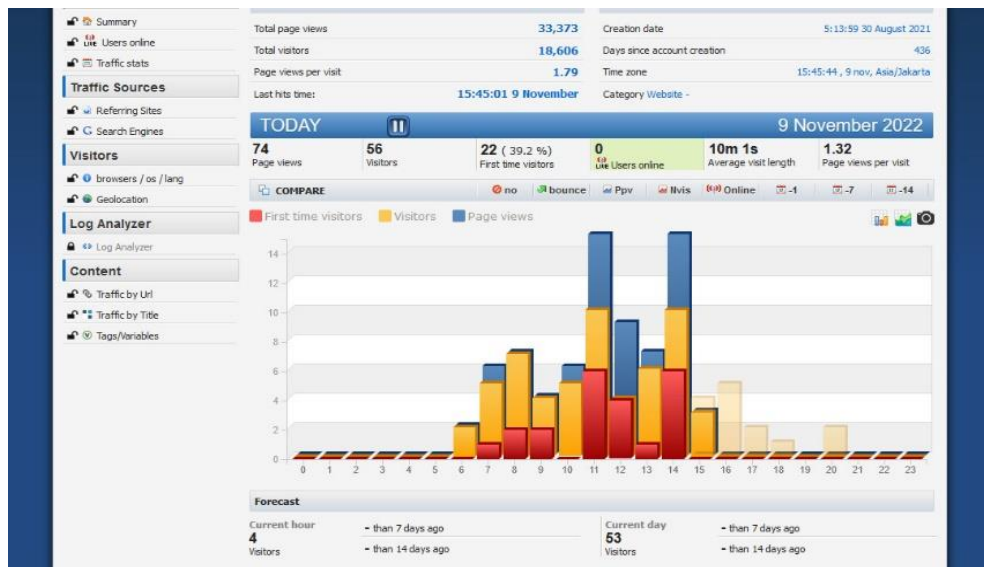 Summary
LIVE Users online
Traffic stats
Traffic Sources
Referring Sites
Search Engines
Visitors
browsers / os / lang
Geolocation
Log Analyzer
Log Analyzer
Content
Traffic by Url
Traffic by Title
Tags/Variables
Total page views 33,373
Total visitors 18,606
Page views per visit 1.79
Last hits time: 15:45:01 9 November
Creation date 5:13:59 30 August 2021
Days since account creation 436
Time zone 15:45:44 , 9 nov, Asia/Jakarta
Category Website -
TODAY 9 November 2022
74 56 22 ( 39.2 %) 0 10m 1s 1.32
Page views Visitors First time visitors LIVE Users online Average visit length Page views per visit
COMPARE no bounce Ppv Nvis Online -1 -7 -14
First time visitors Visitors Page views
14
12
10
8
6
4
2
0
0 1 2 3 4 5 6 7 8 9 10 11 12 13 14 15 16 17 18 19 20 21 22 23
Forecast
Current hour
4
Visitors
- than 7 days ago
- than 14 days ago
Current day
53
Visitors
- than 7 days ago
- than 14 days ago